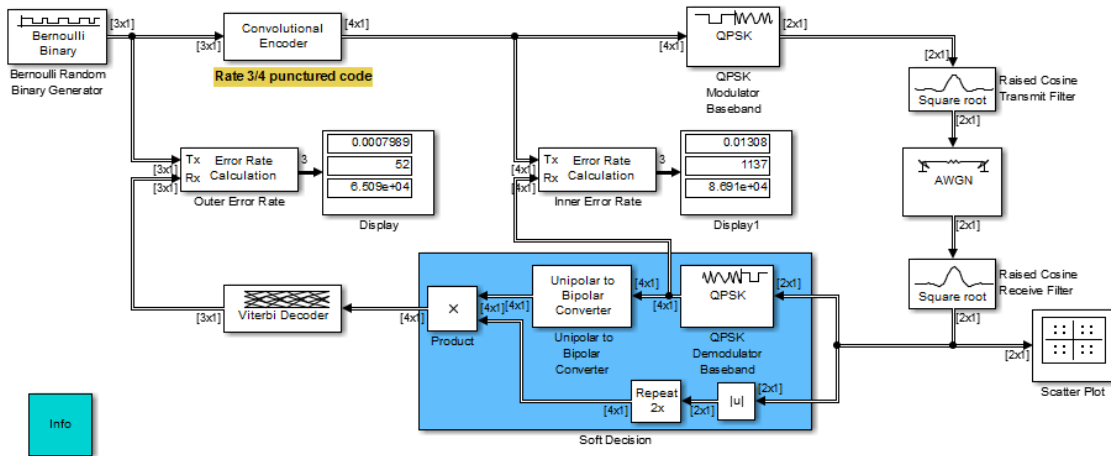 [3x1]
Bernoulli
Binary
Bernoulli Random
Binary Generator
[3x1]
Convolutional
Encoder
[4x1]
Rate 3/4 punctured code
[4x1]
QPSK
[2x1]
QPSK
Modulator
Baseband
[2x1]
Square root
Raised Cosine
Transmit Filter
[2x1]
[3x1]
[3x1]
Tx
Rx
Error Rate
Calculation
3
Outer Error Rate
0.0007989
52
6.509e+04
Display
[4x1]
[4x1]
Tx
Rx
Error Rate
Calculation
3
Inner Error Rate
0.01308
1137
8.691e+04
Display1
AWGN
[2x1]
Square root
Raised Cosine
Receive Filter
[2x1]
[3x1]
Viterbi Decoder
[4x1]
×
Product
[4x1]
[4x1]
Unipolar to
Bipolar
Converter
Unipolar to
Bipolar
Converter
[4x1]
[4x1]
QPSK
[2x1]
QPSK
Demodulator
Baseband
[4x1]
Repeat
2x
[2x1]
|u|
[2x1]
Soft Decision
[2x1]
Scatter Plot
Info